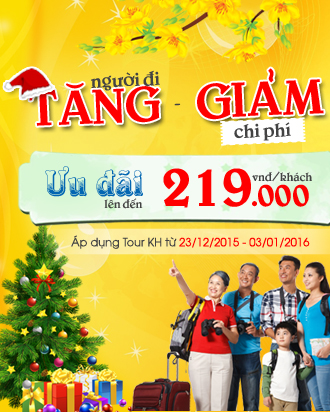 người đi
TĂNG - GIẢM
chi phí
Ưu đãi
lên đến
219.000
vnđ/khách
Áp dụng Tour KH từ 23/12/2015 - 03/01/2016